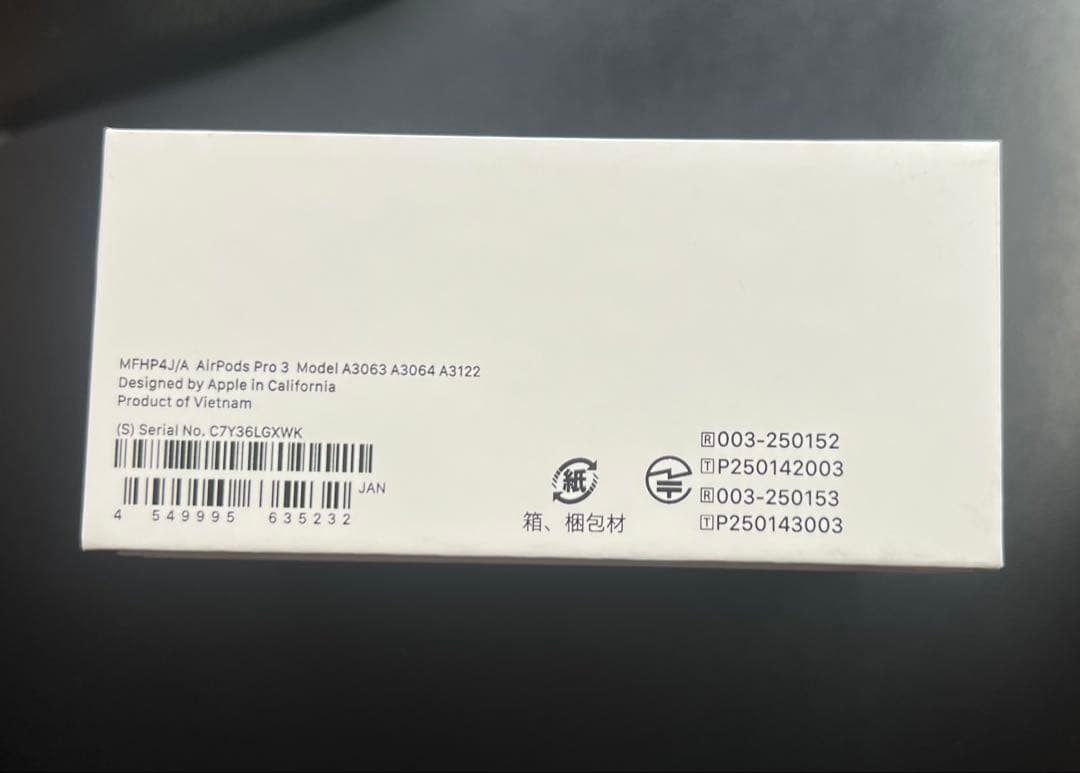 MFHP4J/A AirPods Pro 3 Model A3063 A3064 A3122
Designed by Apple in California
Product of Vietnam
(S) Serial No. C7Y36LGXWK
JAN
4 549995 635232
紙
箱、梱包材
R003-250152
TP250142003
R003-250153
TP250143003